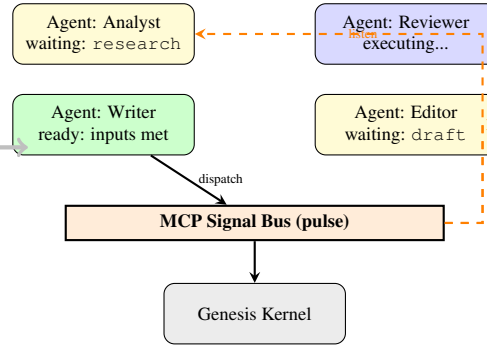 Agent: Analyst
waiting: research
Agent: Reviewer
executing...
listen
Agent: Writer
ready: inputs met
Agent: Editor
waiting: draft
dispatch
MCP Signal Bus (pulse)
Genesis Kernel